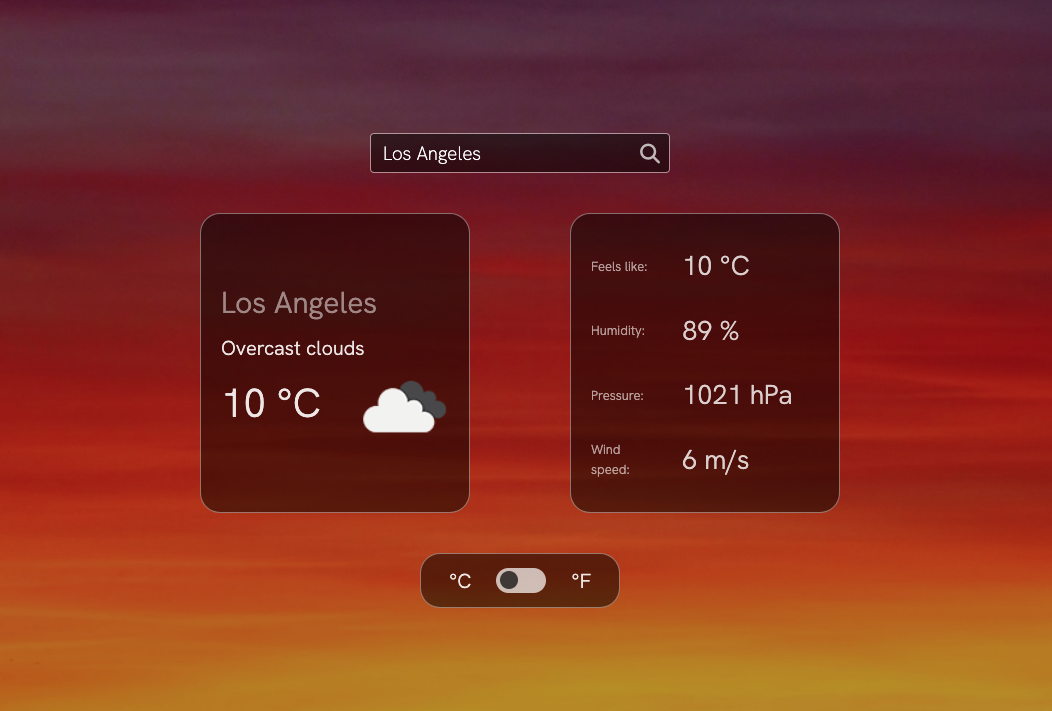 Los Angeles
Los Angeles
Overcast clouds
10 °C
Feels like: 10 °C
Humidity: 89 %
Pressure: 1021 hPa
Wind
speed: 6 m/s
°C °F